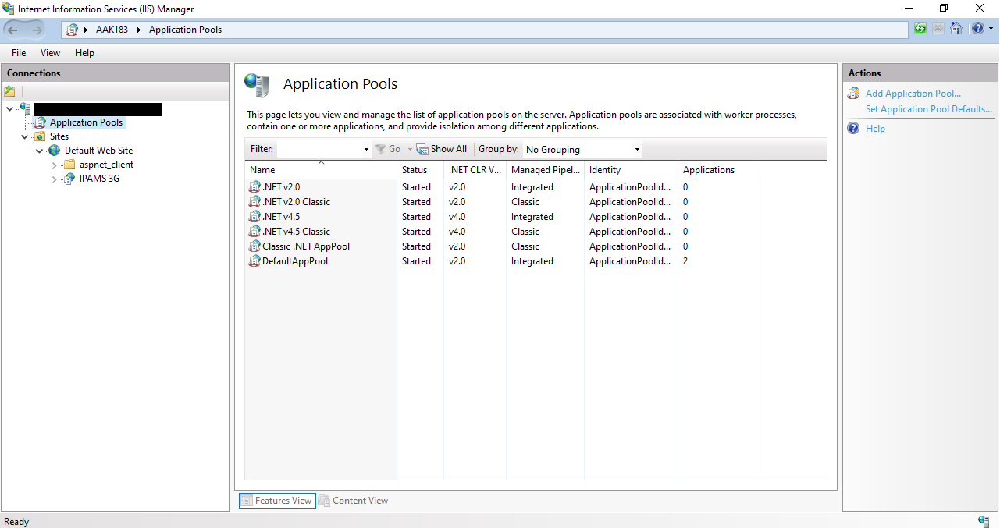 Internet Information Services (IIS) Manager
AAK183 Application Pools
File View Help
Connections
Application Pools
Sites
Default Web Site
aspnet_client
IPAMS 3G
Application Pools
This page lets you view and manage the list of application pools on the server. Application pools are associated with worker processes,
contain one or more applications, and provide isolation among different applications.
Filter: Go Show All Group by: No Grouping
Name Status .NET CLR V... Managed Pipel... Identity Applications
.NET v2.0 Started v2.0 Integrated ApplicationPoolId... 0
.NET v2.0 Classic Started v2.0 Classic ApplicationPoolId... 0
.NET v4.5 Started v4.0 Integrated ApplicationPoolId... 0
.NET v4.5 Classic Started v4.0 Classic ApplicationPoolId... 0
Classic .NET AppPool Started v2.0 Classic ApplicationPoolId... 0
DefaultAppPool Started v2.0 Integrated ApplicationPoolId... 2
Features View Content View
Actions
Add Application Pool...
Set Application Pool Defaults...
Help
Ready